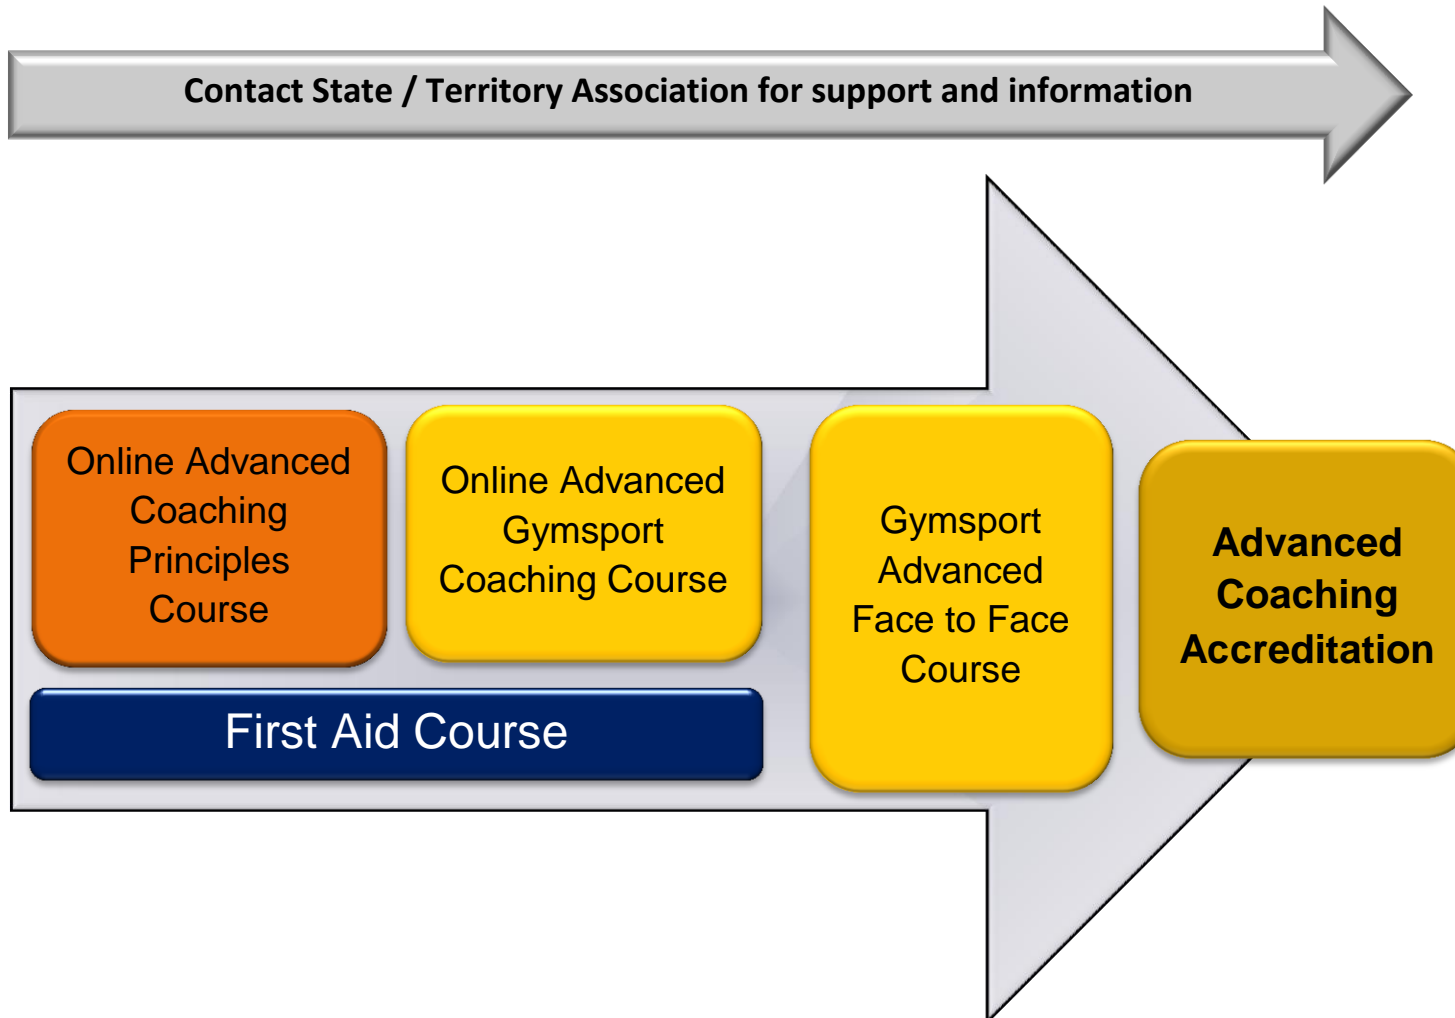 Contact State / Territory Association for support and information
Online Advanced
Coaching
Principles
Course
Online Advanced
Gymsport
Coaching Course
First Aid Course
Gymsport
Advanced
Face to Face
Course
Advanced
Coaching
Accreditation